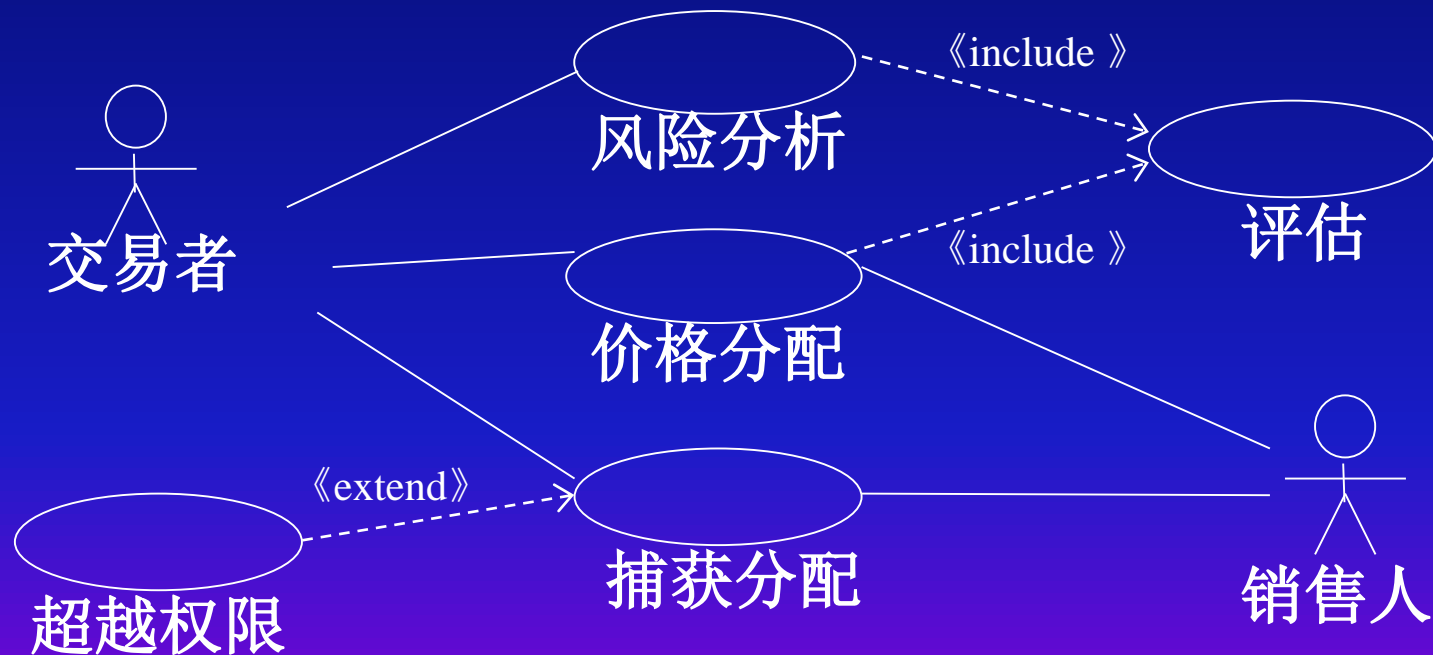 《include 》
风险分析
交易者
评估
《include 》
价格分配
《extend》
捕获分配
销售人
超越权限